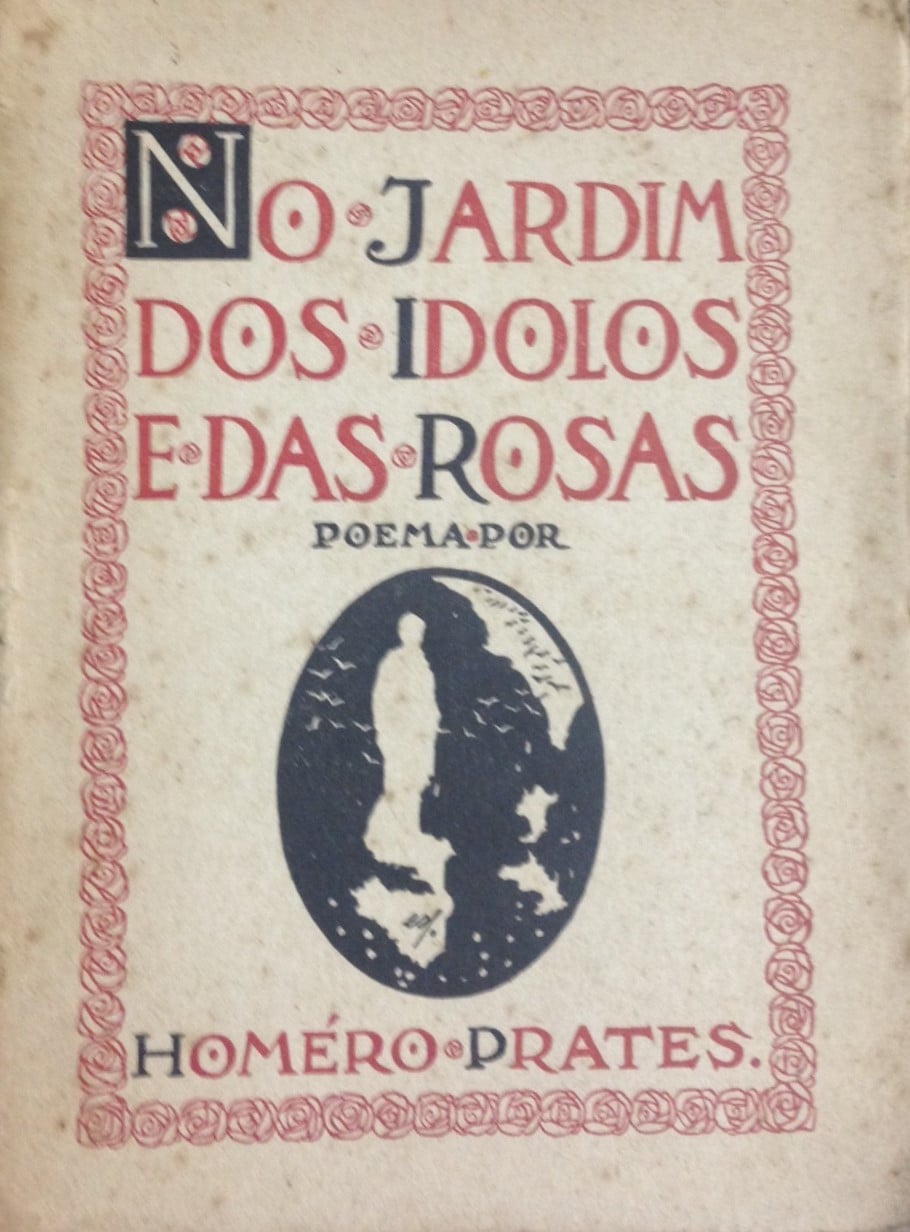 NO · JARDIM
DOS · IDOLOS
E · DAS · ROSAS
POEMA · POR
HOMÉRO · PRATES.